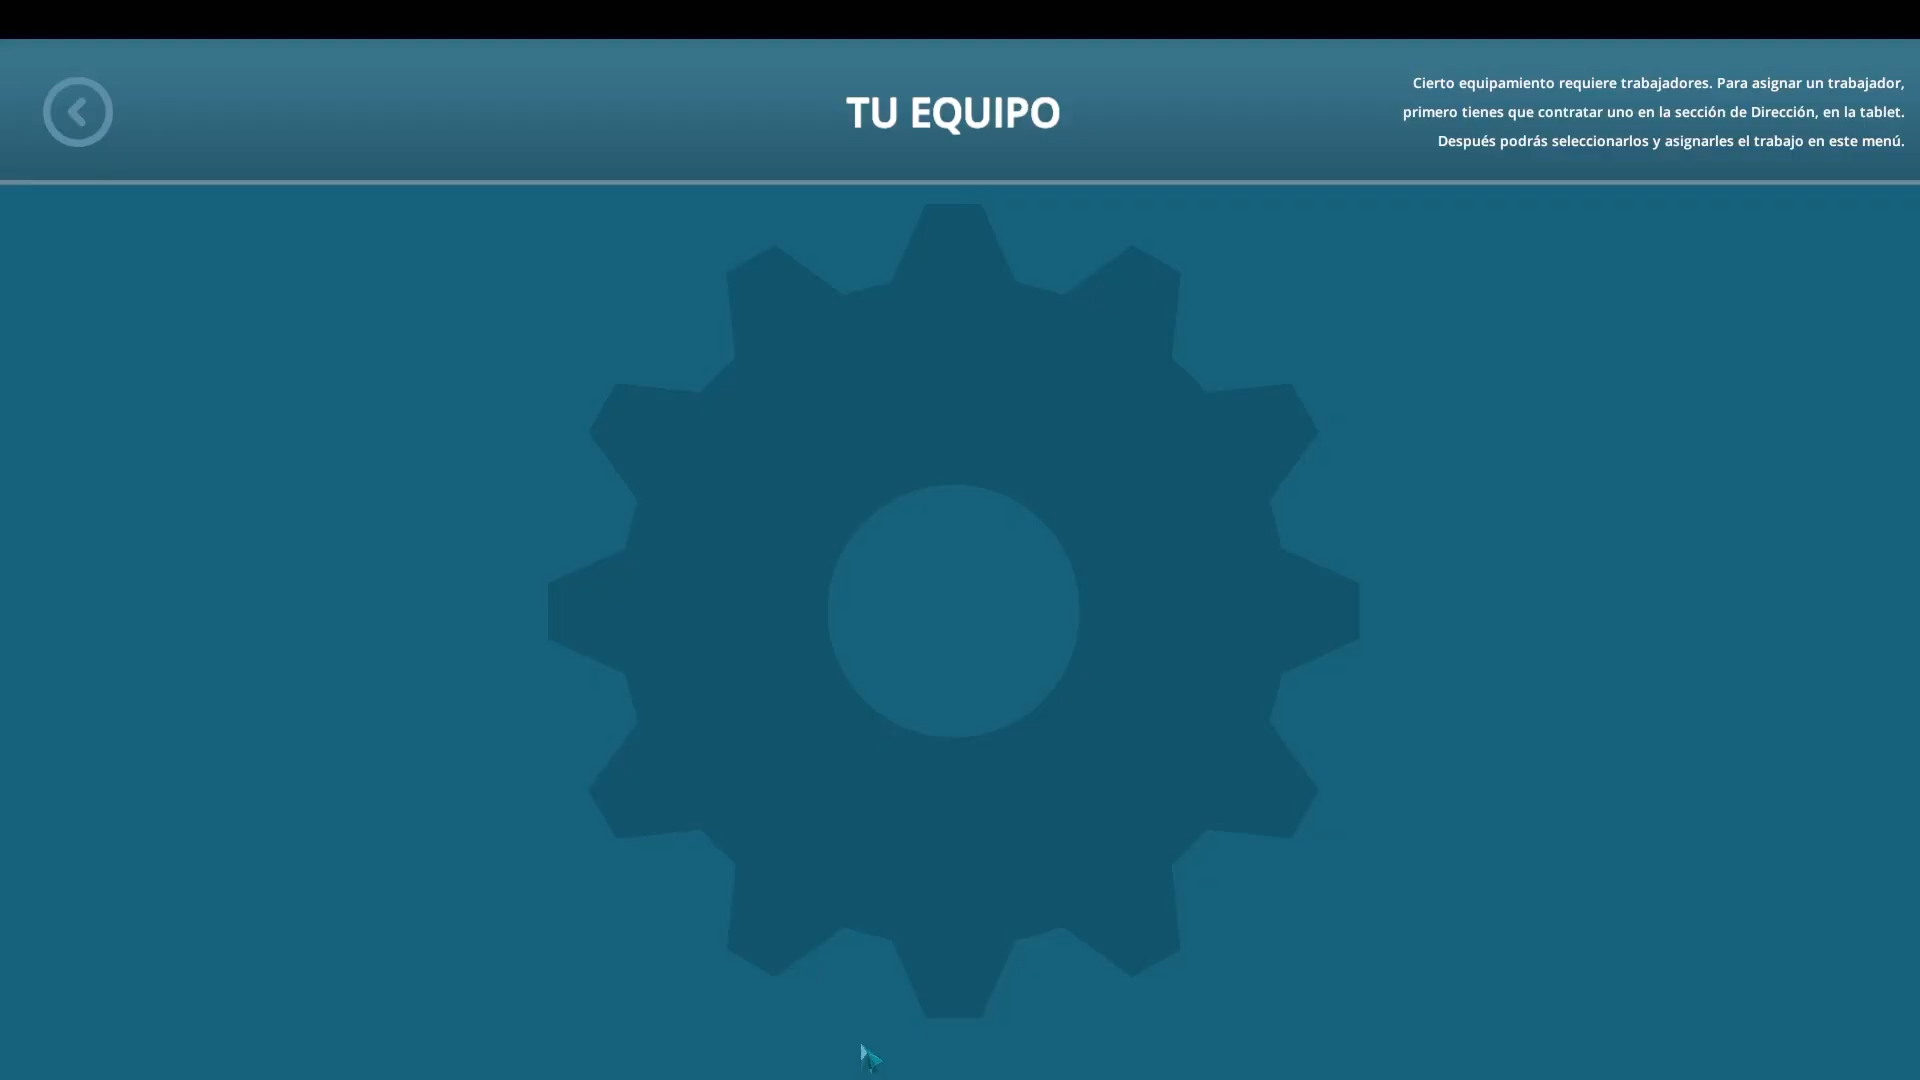 TU EQUIPO
Cierto equipamiento requiere trabajadores. Para asignar un trabajador,
primero tienes que contratar uno en la sección de Dirección, en la tablet.
Después podrás seleccionarlos y asignarles el trabajo en este menú.